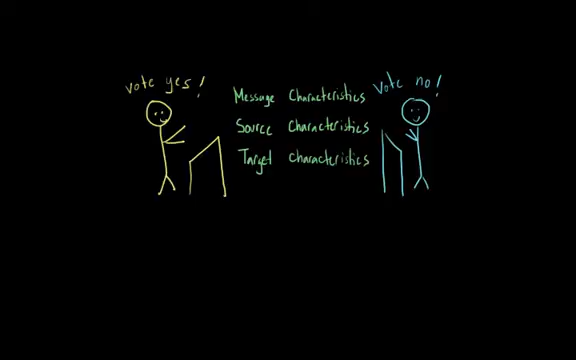 vote yes!
Vote no!
Message Characteristics
Source Characteristics
Target Characteristics